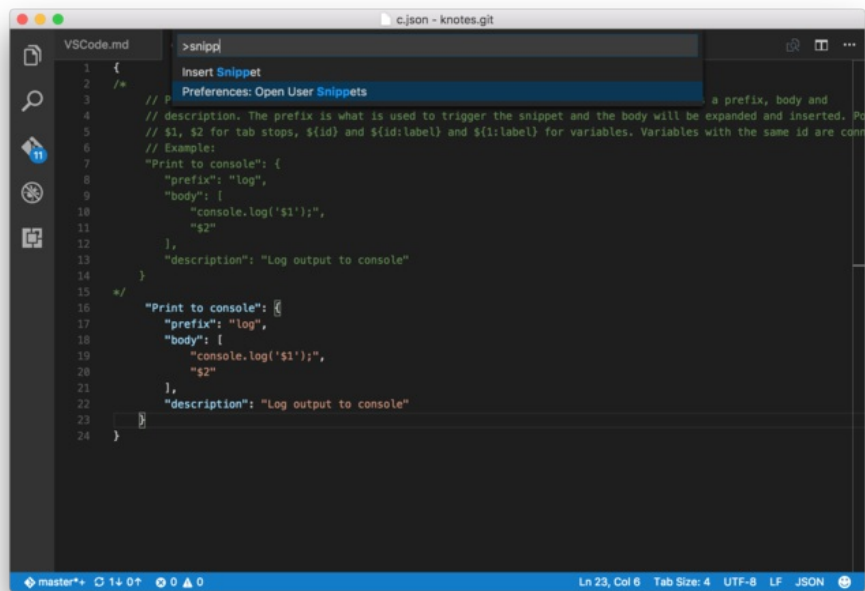 c.json - knotes.git
VSCode.md
>snipp
Insert Snippet
Preferences: Open User Snippets
1 {
2 /*
3 // P a prefix, body and
4 // description. The prefix is what is used to trigger the snippet and the body will be expanded and inserted. Po
5 // $1, $2 for tab stops, ${id} and ${id:label} and ${1:label} for variables. Variables with the same id are conn
6 // Example:
7 "Print to console": {
8 "prefix": "log",
9 "body": [
10 "console.log('$1');",
11 "$2"
12 ],
13 "description": "Log output to console"
14 }
15 */
16 "Print to console": {
17 "prefix": "log",
18 "body": [
19 "console.log('$1');",
20 "$2"
21 ],
22 "description": "Log output to console"
23 }
24 }
11
master*+ 1↓ 0↑ 0 0 Ln 23, Col 6 Tab Size: 4 UTF-8 LF JSON